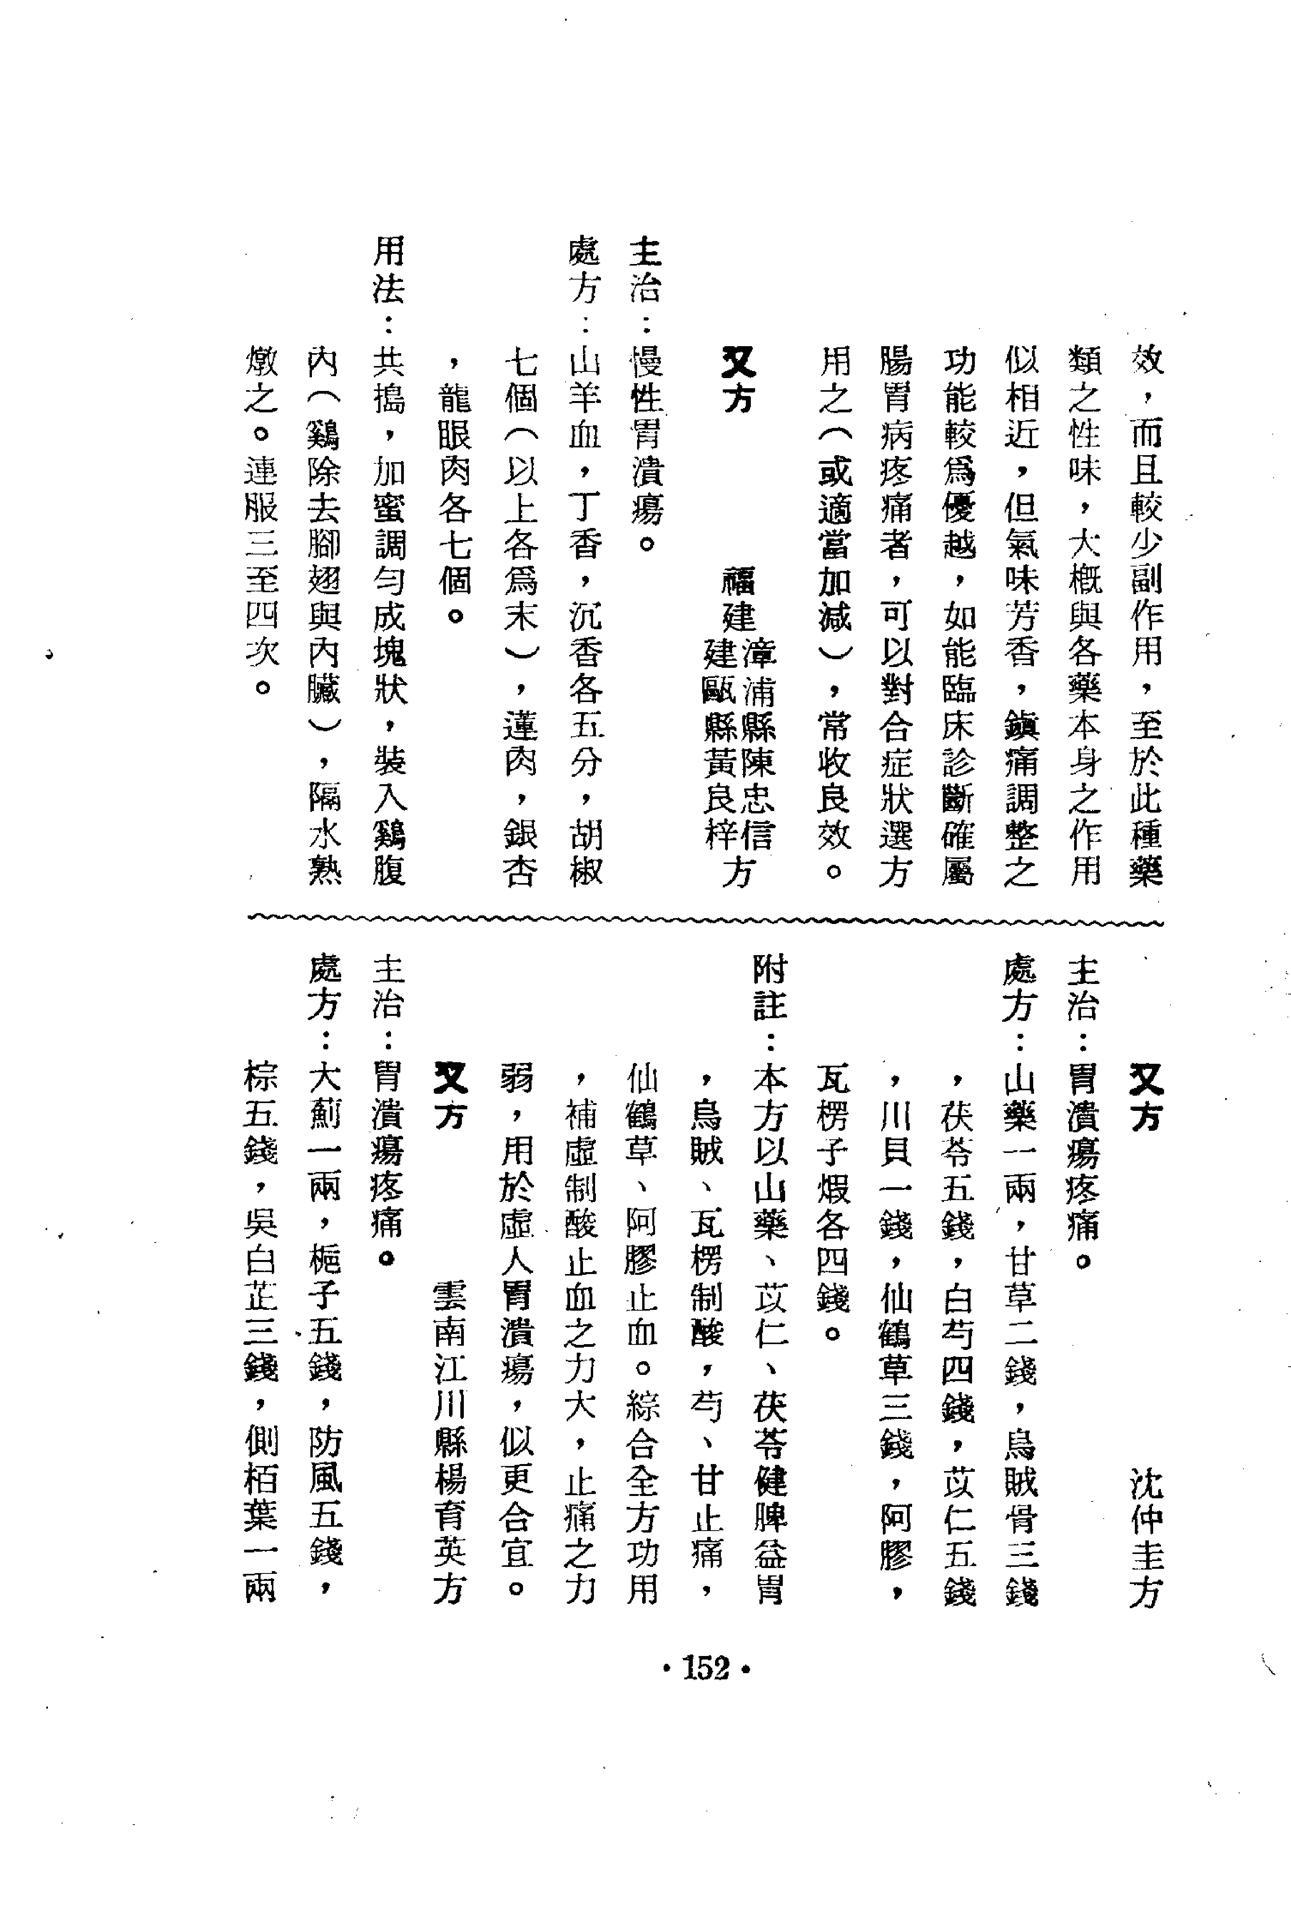 效，而且較少副作用，至於此種藥
類之性味，大概與各藥本身之作用
似相近，但氣味芳香，鎭痛調整之
功能較爲優越，如能臨床診斷確屬
腸胃病疼痛者，可以對合症狀選方
用之（或適當加減），常收良效。
又方　福建漳浦縣陳忠信
建甌縣黃良梓方
主治：慢性胃潰瘍。
處方：山羊血，丁香，沉香各五分，胡椒
七個（以上各爲末），蓮肉，銀杏
，龍眼肉各七個。
用法：共搗，加蜜調勻成塊狀，裝入鷄腹
內（鷄除去腳翅與內臟），隔水熟
燉之。連服三至四次。
又方　沈仲圭方
主治：胃潰瘍疼痛。
處方：山藥一兩，甘草二錢，烏賊骨三錢
，茯苓五錢，白芍四錢，苡仁五錢
，川貝一錢，仙鶴草三錢，阿膠，
瓦楞子煆各四錢。
附註：本方以山藥、苡仁、茯苓健脾益胃
，烏賊、瓦楞制酸，芍、甘止痛，
仙鶴草、阿膠止血。綜合全方功用
，補虛制酸止血之力大，止痛之力
弱，用於虛人胃潰瘍，似更合宜。
又方　雲南江川縣楊育英方
主治：胃潰瘍疼痛。
處方：大薊一兩，梔子五錢，防風五錢，
棕五錢，吳白芷三錢，側栢葉一兩
·152·